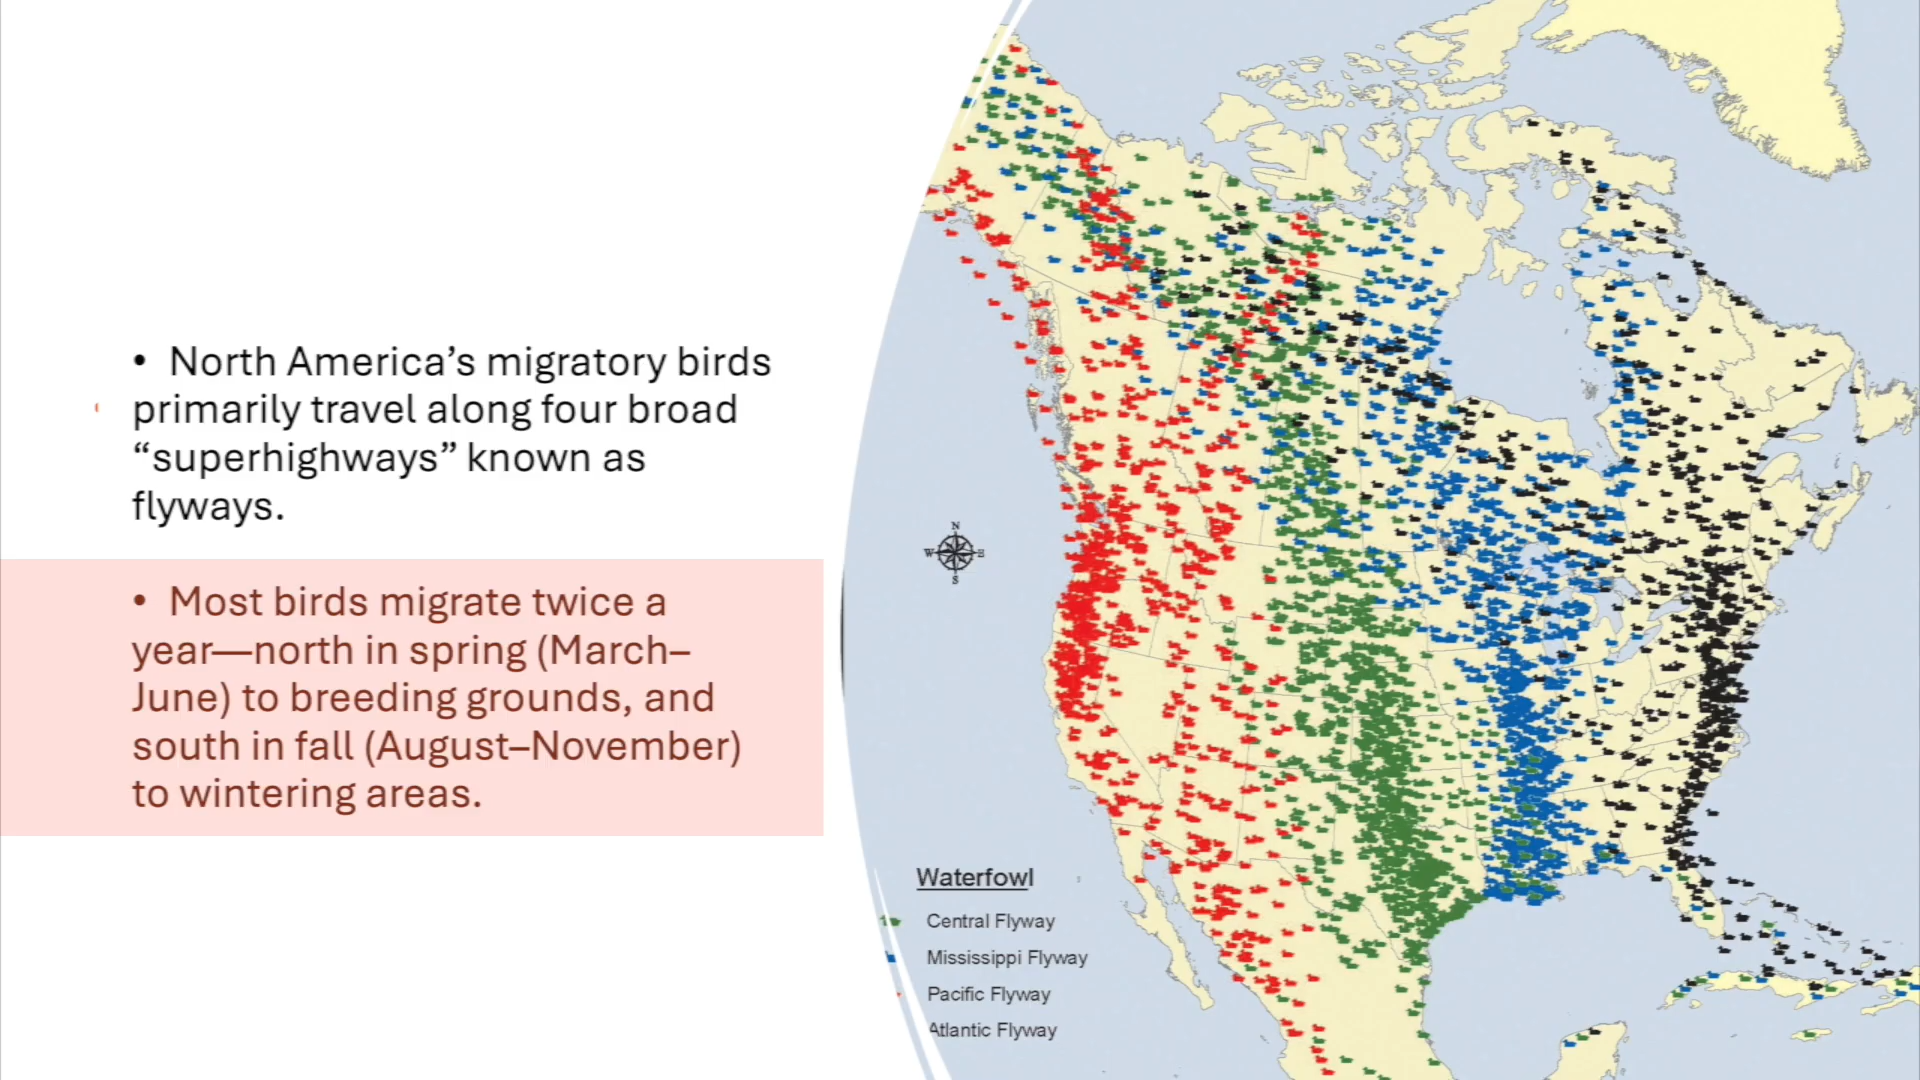 • North America’s migratory birds
primarily travel along four broad
“superhighways” known as
flyways.
• Most birds migrate twice a
year—north in spring (March–
June) to breeding grounds, and
south in fall (August–November)
to wintering areas.
N
W E
S
Waterfowl
Central Flyway
Mississippi Flyway
Pacific Flyway
Atlantic Flyway